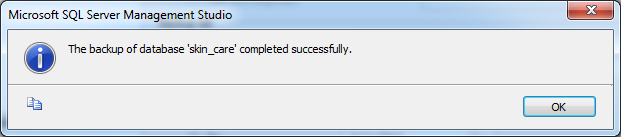 Microsoft SQL Server Management Studio
The backup of database 'skin_care' completed successfully.
OK